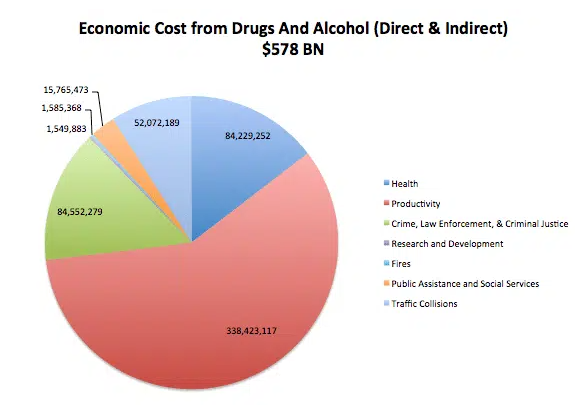 Economic Cost from Drugs And Alcohol (Direct & Indirect)
$578 BN
15,765,473
1,585,368
1,549,883
52,072,189
84,229,252
84,552,279
338,423,117
Health
Productivity
Crime, Law Enforcement, & Criminal Justice
Research and Development
Fires
Public Assistance and Social Services
Traffic Collisions